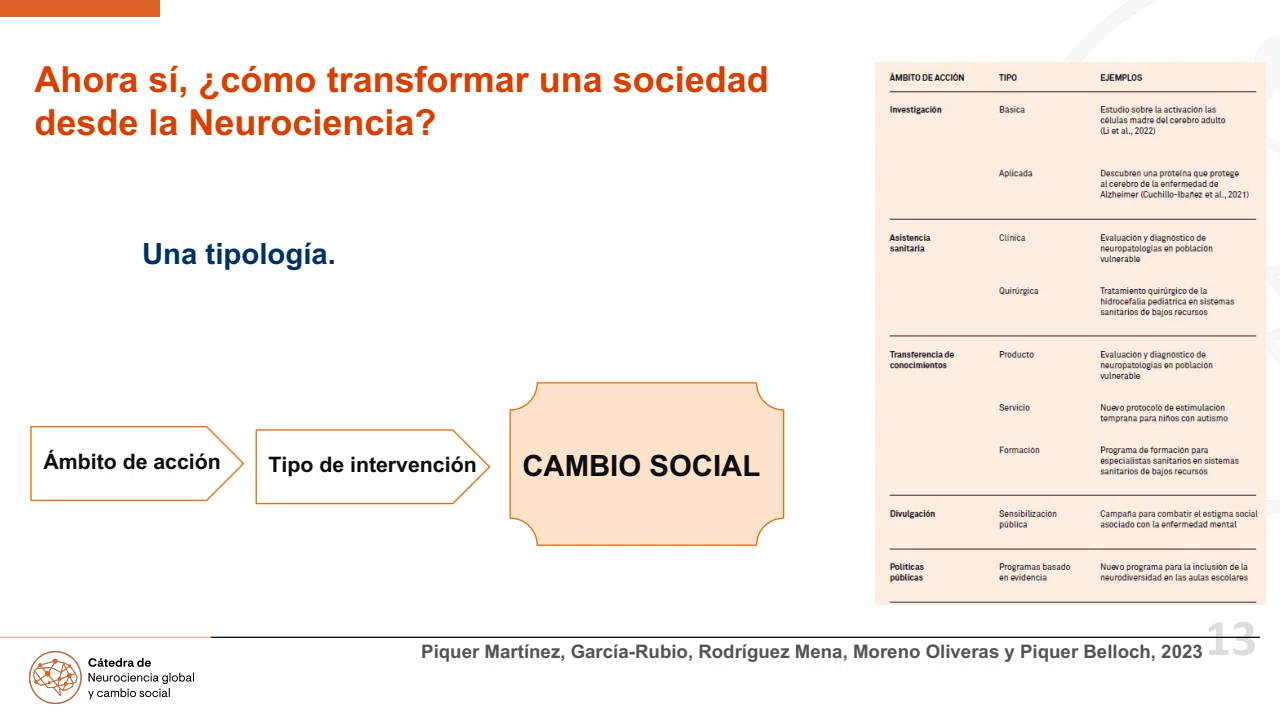 Ahora sí, ¿cómo transformar una sociedad
desde la Neurociencia?
Una tipología.
Ámbito de acción
Tipo de intervención
CAMBIO SOCIAL
ÁMBITO DE ACCIÓN TIPO EJEMPLOS
Investigación Básica Estudio sobre la activación las
células madre del cerebro adulto
(Li et al., 2022)
Aplicada Descubren una proteína que protege
al cerebro de la enfermedad de
Alzheimer (Cuchillo-Ibañez et al., 2021)
Asistencia Clínica Evaluación y diagnóstico de
sanitaria neuropatologías en población
vulnerable
Quirúrgica Tratamiento quirúrgico de la
hidrocefalia pediátrica en sistemas
sanitarios de bajos recursos
Transferencia de Producto Evaluación y diagnóstico de
conocimientos neuropatologías en población
vulnerable
Servicio Nuevo protocolo de estimulación
temprana para niños con autismo
Formación Programa de formación para
especialistas sanitarios en sistemas
sanitarios de bajos recursos
Divulgación Sensibilización Campaña para combatir el estigma social
pública asociado con la enfermedad mental
Políticas Programas basado Nuevo programa para la inclusión de la
públicas en evidencia neurodiversidad en las aulas escolares
Piquer Martínez, García-Rubio, Rodríguez Mena, Moreno Oliveras y Piquer Belloch, 2023
13
Cátedra de
Neurociencia global
y cambio social